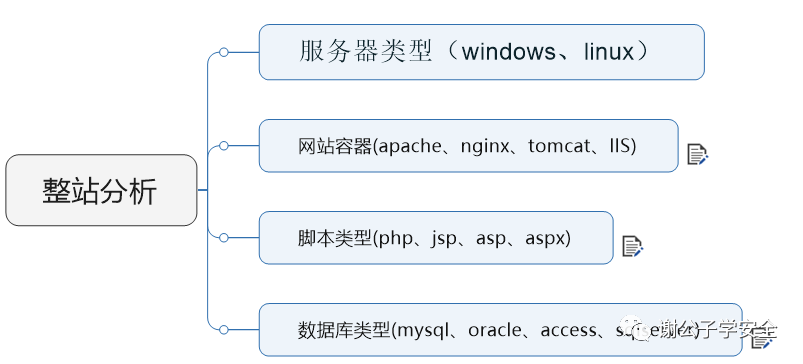 服务器类型（windows、linux）
网站容器(apache、nginx、tomcat、IIS)
整站分析
脚本类型(php、jsp、asp、aspx)
数据库类型(mysql、oracle、access、
谢公子学安全